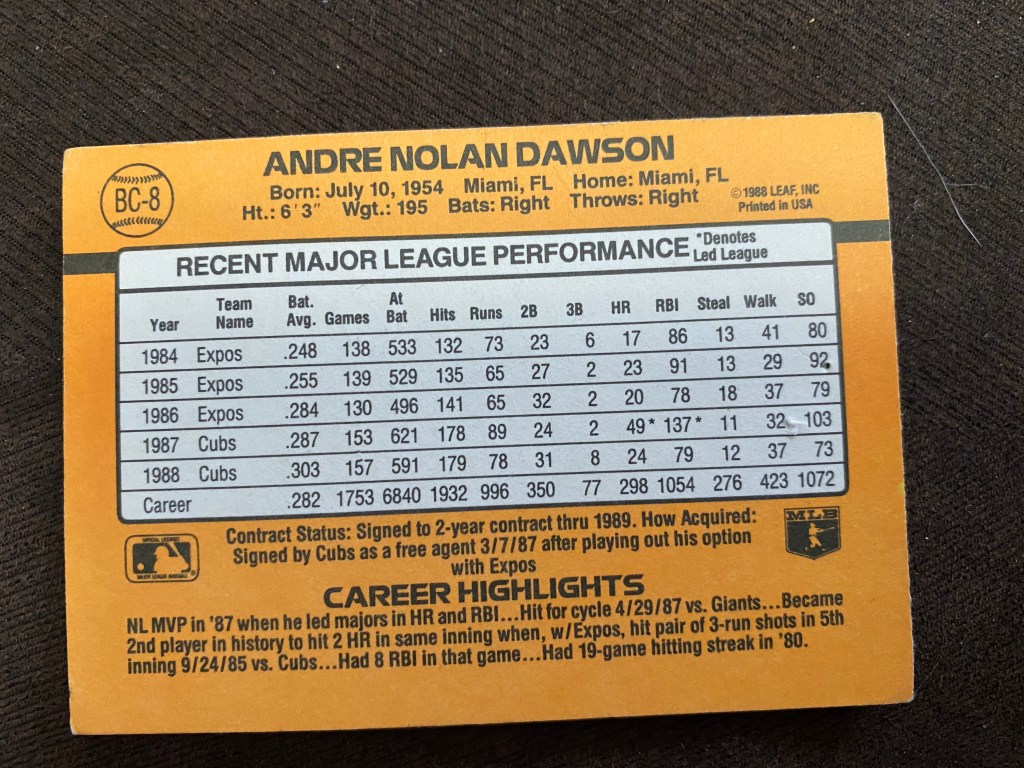 BC-8
ANDRE NOLAN DAWSON
Born: July 10, 1954 Miami, FL Home: Miami, FL
Ht.: 6'3" Wgt.: 195 Bats: Right Throws: Right
©1988 LEAF, INC
Printed in USA
RECENT MAJOR LEAGUE PERFORMANCE
*Denotes
Led League
Year Team Name Bat. Avg. Games At Bat Hits Runs 2B 3B HR RBI Steal Walk SO
1984 Expos .248 138 533 132 73 23 6 17 86 13 41 80
1985 Expos .255 139 529 135 65 27 2 23 91 13 29 92
1986 Expos .284 130 496 141 65 32 2 20 78 18 37 79
1987 Cubs .287 153 621 178 89 24 2 49* 137* 11 32 103
1988 Cubs .303 157 591 179 78 31 8 24 79 12 37 73
Career .282 1753 6840 1932 996 350 77 298 1054 276 423 1072
Contract Status: Signed to 2-year contract thru 1989. How Acquired:
Signed by Cubs as a free agent 3/7/87 after playing out his option
with Expos
MLB
CAREER HIGHLIGHTS
NL MVP in '87 when he led majors in HR and RBI...Hit for cycle 4/29/87 vs. Giants...Became
2nd player in history to hit 2 HR in same inning when, w/Expos, hit pair of 3-run shots in 5th
inning 9/24/85 vs. Cubs...Had 8 RBI in that game...Had 19-game hitting streak in '80.